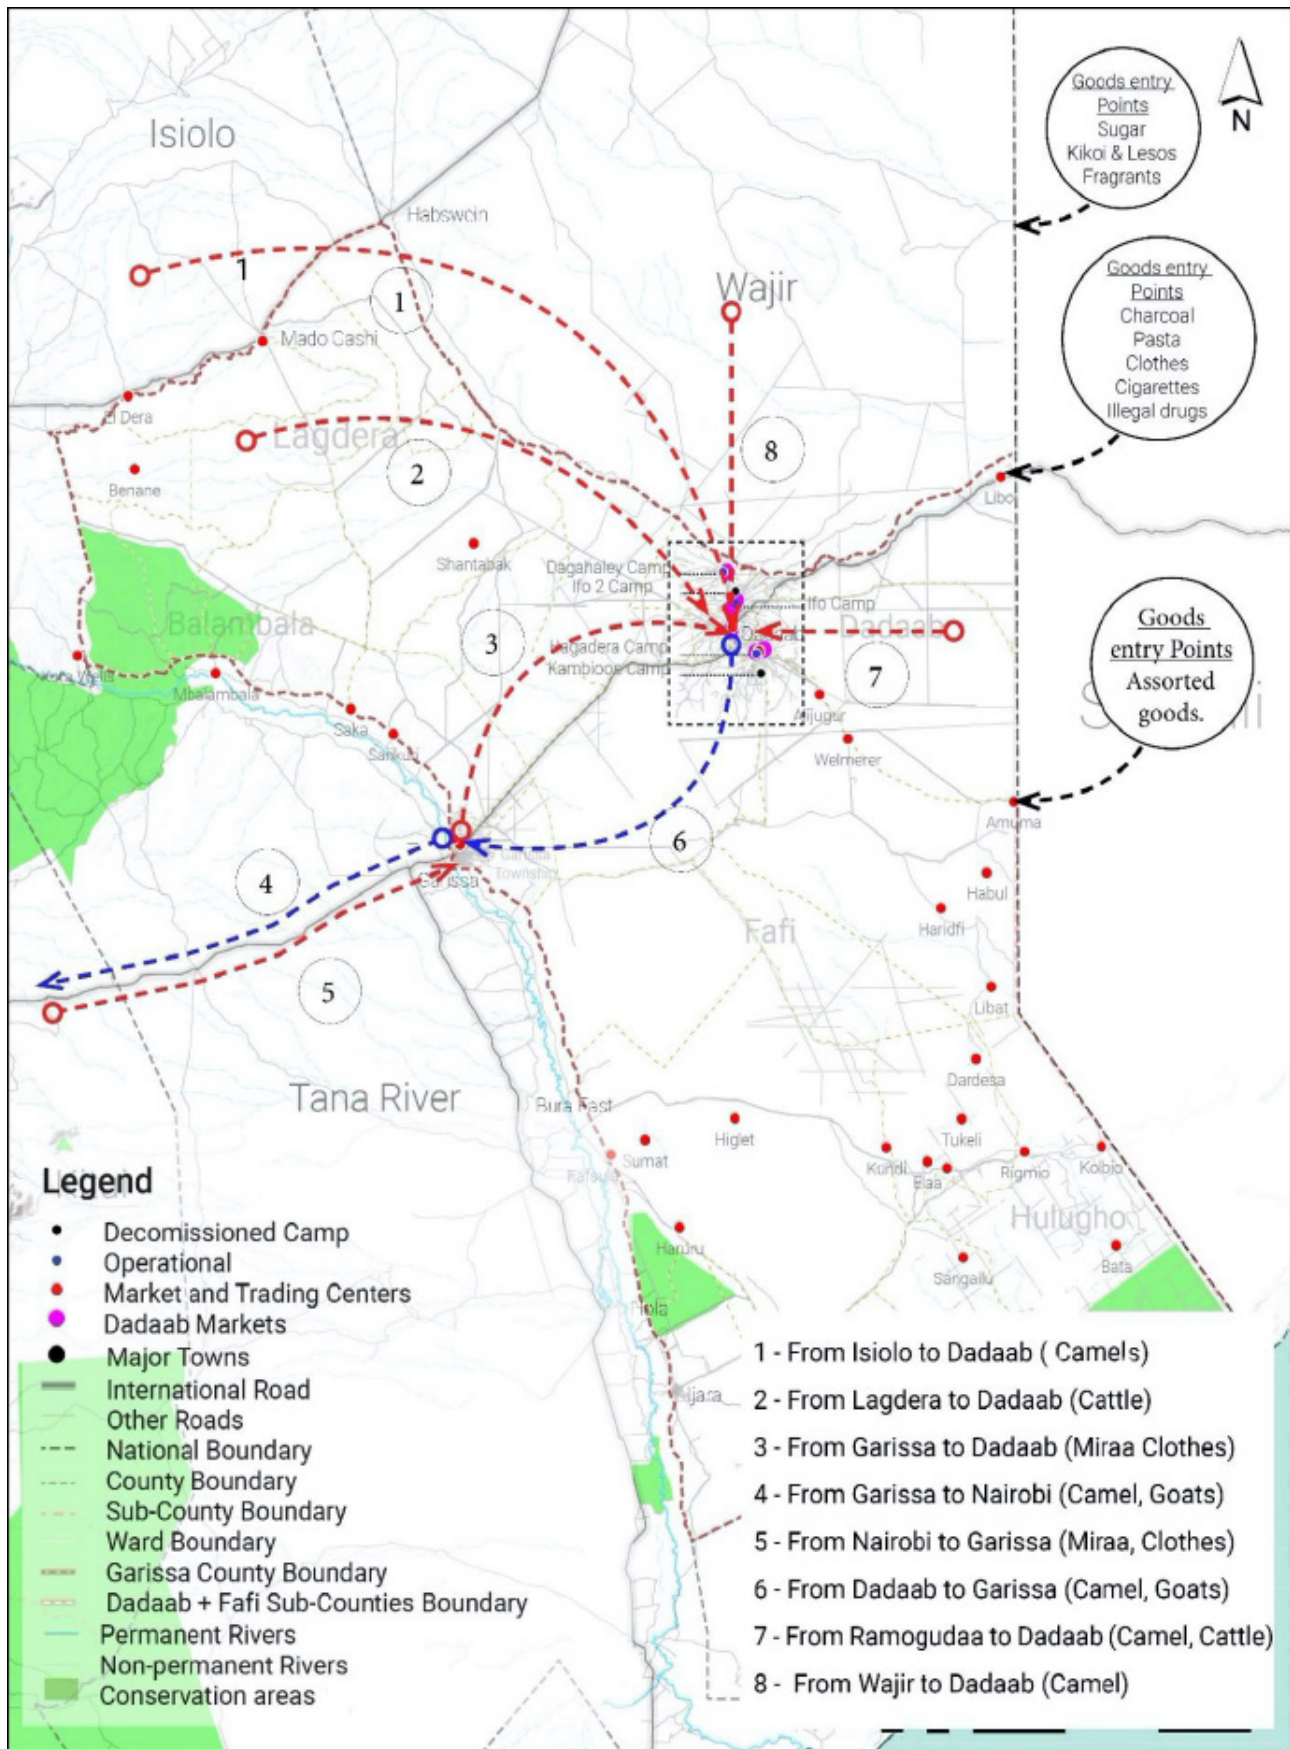 Goods entry
Points
Sugar
Kikoi & Lesos
Fragrants
N
Isiolo
Habswcin
Goods entry
Points
Charcoal
Pasta
Clothes
Cigarettes
Illegal drugs
1
Wajir
1
Mado Cashi
El Dera
Lagdera
8
2
Benane
Libo
Shantabak
Dagahaley Camp
Ifo 2 Camp
Ifo Camp
Goods
entry Points
Assorted
goods.
Balambala
3
Dadaab
Hagadera Camp
Kambioos Camp
7
Kora Wells
Mbalambala
Alijugur
Saka
Sankuri
Welmerer
Amuma
6
Garissa
Township
Garissa
4
Habul
Haridfi
Fafi
5
Libat
Dardesa
Tana River
Bura Fast
Higlet
Tukeli
Sumat
Kundi
Elaa
Rigmio
Kolbio
Hulugho
Haruru
Sangailu
Bata
Hola
Ijara
Legend
Decomissioned Camp
Operational
Market and Trading Centers
Dadaab Markets
Major Towns
International Road
Other Roads
National Boundary
County Boundary
Sub-County Boundary
Ward Boundary
Garissa County Boundary
Dadaab + Fafi Sub-Counties Boundary
Permanent Rivers
Non-permanent Rivers
Conservation areas
1 - From Isiolo to Dadaab ( Camels)
2 - From Lagdera to Dadaab (Cattle)
3 - From Garissa to Dadaab (Miraa Clothes)
4 - From Garissa to Nairobi (Camel, Goats)
5 - From Nairobi to Garissa (Miraa, Clothes)
6 - From Dadaab to Garissa (Camel, Goats)
7 - From Ramogudaa to Dadaab (Camel, Cattle)
8 - From Wajir to Dadaab (Camel)